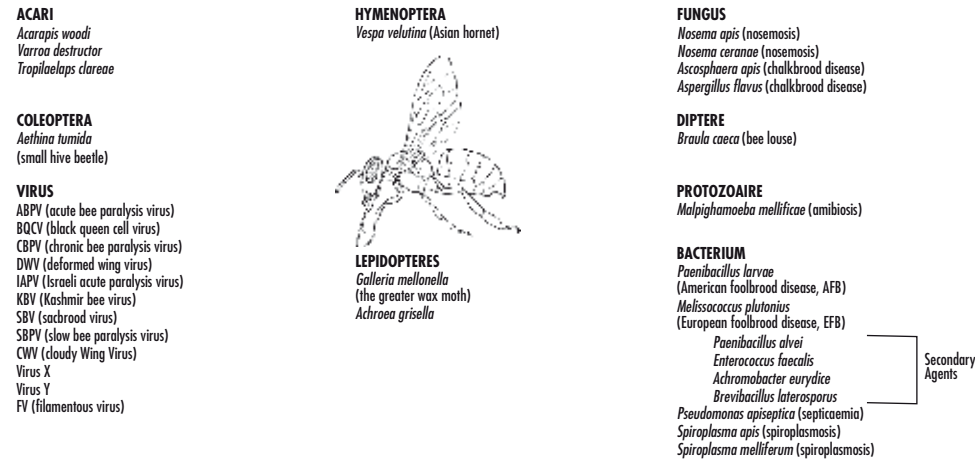 ACARI
Acarapis woodi
Varroa destructor
Tropilaelaps clareae
COLEOPTERA
Aethina tumida
(small hive beetle)
VIRUS
ABPV (acute bee paralysis virus)
BQCV (black queen cell virus)
CBPV (chronic bee paralysis virus)
DWV (deformed wing virus)
IAPV (Israeli acute paralysis virus)
KBV (Kashmir bee virus)
SBV (sacbrood virus)
SBPV (slow bee paralysis virus)
CWV (cloudy Wing Virus)
Virus X
Virus Y
FV (filamentous virus)
HYMENOPTERA
Vespa velutina (Asian hornet)
LEPIDOPTERES
Galleria mellonella
(the greater wax moth)
Achroea grisella
FUNGUS
Nosema apis (nosemosis)
Nosema ceranae (nosemosis)
Ascosphaera apis (chalkbrood disease)
Aspergillus flavus (chalkbrood disease)
DIPTERE
Braula caeca (bee louse)
PROTOZOAIRE
Malpighamoeba mellificae (amibiosis)
BACTERIUM
Paenibacillus larvae
(American foolbrood disease, AFB)
Melissococcus plutonius
(European foolbrood disease, EFB)
Paenibacillus alvei
Enterococcus faecalis
Achromobacter eurydice
Brevibacillus laterosporus
Secondary
Agents
Pseudomonas apiseptica (septicaemia)
Spiroplasma apis (spiroplasmosis)
Spiroplasma melliferum (spiroplasmosis)